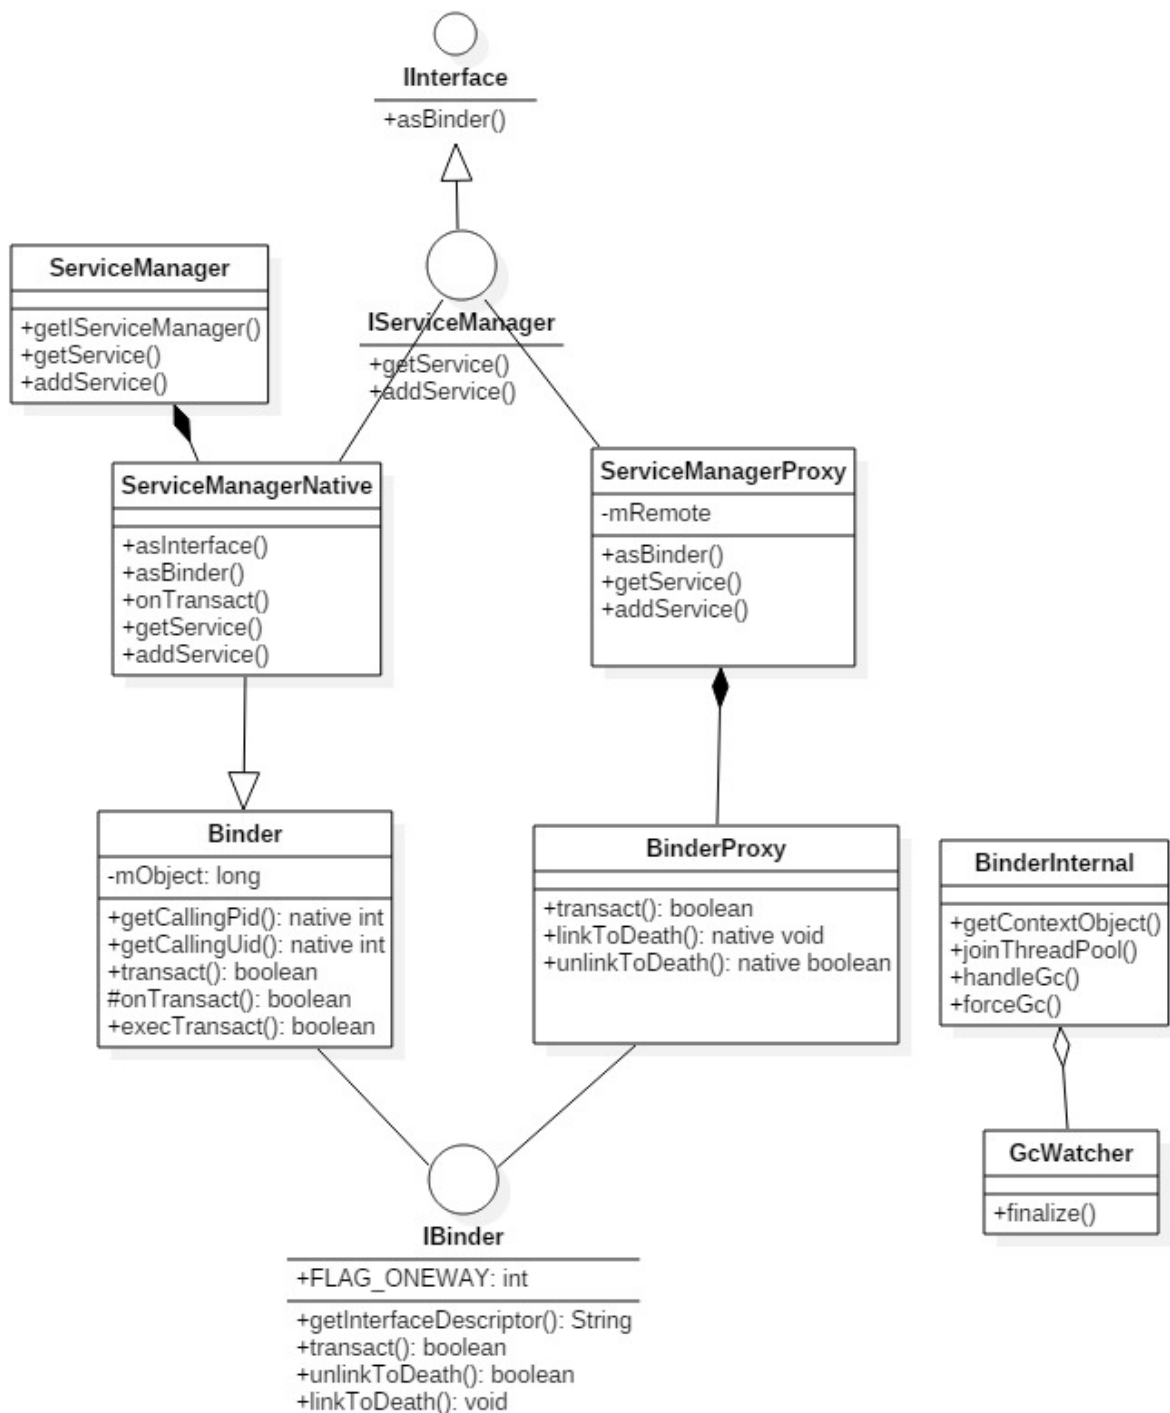 IInterface
+asBinder()
ServiceManager
+getIServiceManager()
+getService()
+addService()
IServiceManager
+getService()
+addService()
ServiceManagerNative
+asInterface()
+asBinder()
+onTransact()
+getService()
+addService()
ServiceManagerProxy
-mRemote
+asBinder()
+getService()
+addService()
Binder
-mObject: long
+getCallingPid(): native int
+getCallingUid(): native int
+transact(): boolean
#onTransact(): boolean
+execTransact(): boolean
BinderProxy
+transact(): boolean
+linkToDeath(): native void
+unlinkToDeath(): native boolean
BinderInternal
+getContextObject()
+joinThreadPool()
+handleGc()
+forceGc()
GcWatcher
+finalize()
IBinder
+FLAG_ONEWAY: int
+getInterfaceDescriptor(): String
+transact(): boolean
+unlinkToDeath(): boolean
+linkToDeath(): void